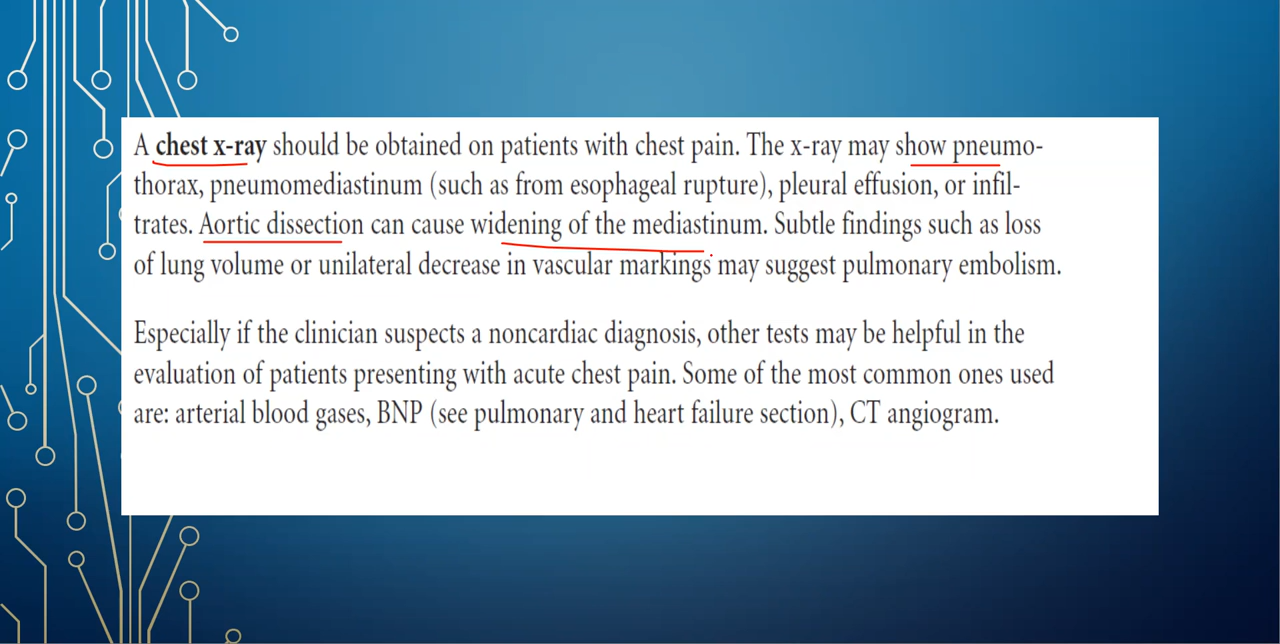 A chest x-ray should be obtained on patients with chest pain. The x-ray may show pneumo-
thorax, pneumomediastinum (such as from esophageal rupture), pleural effusion, or infil-
trates. Aortic dissection can cause widening of the mediastinum. Subtle findings such as loss
of lung volume or unilateral decrease in vascular markings may suggest pulmonary embolism.
Especially if the clinician suspects a noncardiac diagnosis, other tests may be helpful in the
evaluation of patients presenting with acute chest pain. Some of the most common ones used
are: arterial blood gases, BNP (see pulmonary and heart failure section), CT angiogram.